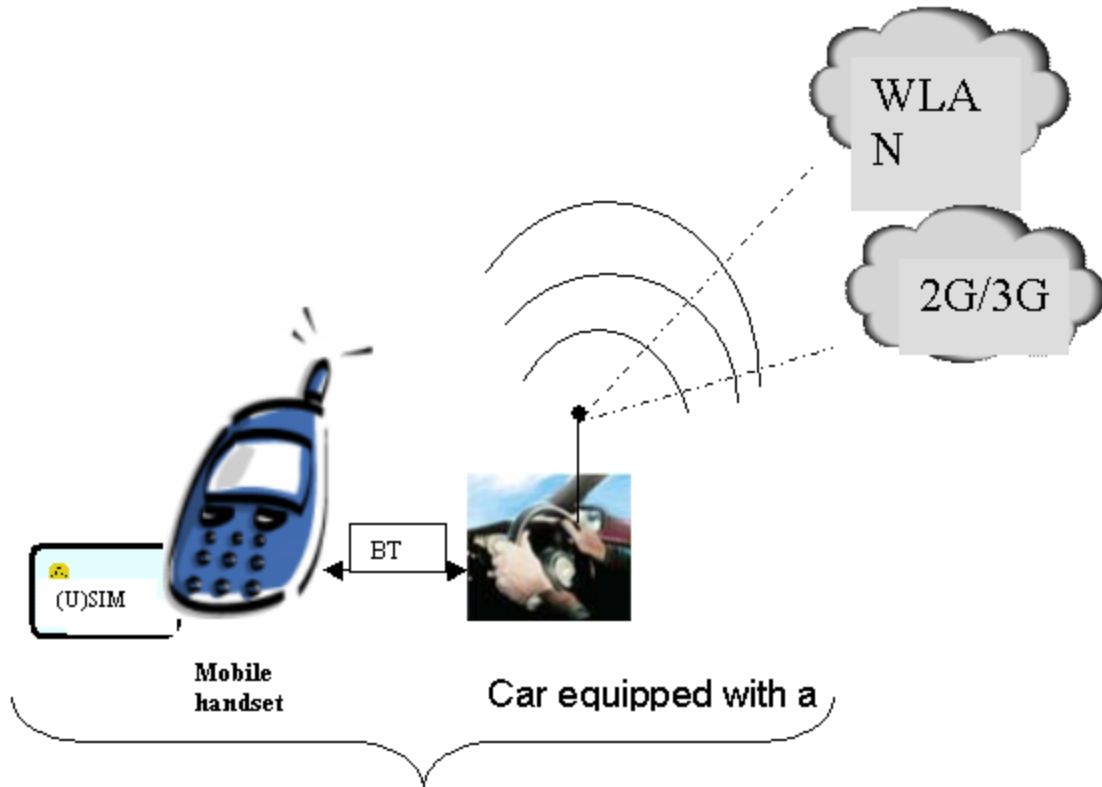 WLA
N
2G/3G
BT
(U)SIM
Mobile
handset
Car equipped with a